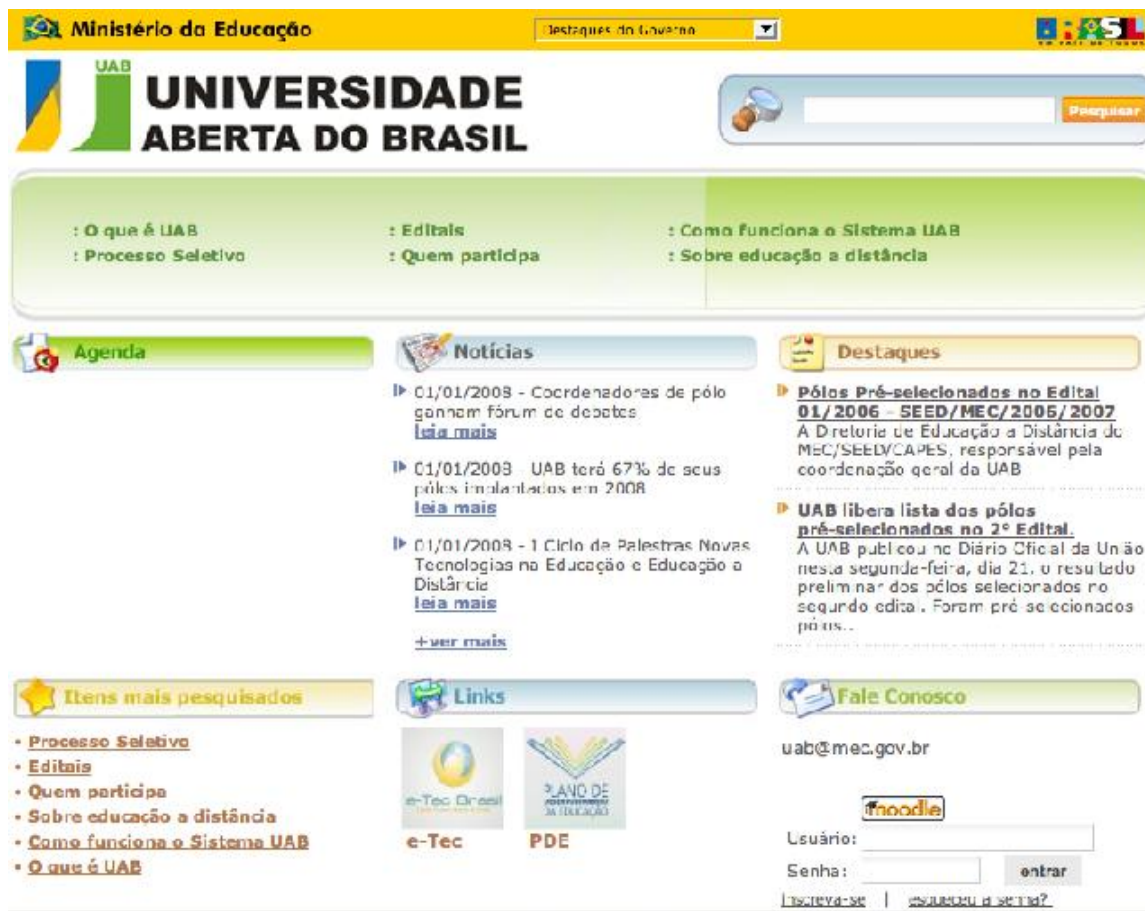 Ministério da Educação
Destaques do Governo
BRASIL
UAB
UNIVERSIDADE
ABERTA DO BRASIL
Pesquisar
: O que é UAB
: Editais
: Como funciona o Sistema UAB
: Processo Seletivo
: Quem participa
: Sobre educação a distância
Agenda
Notícias
01/01/2008 - Coordenadores de pólo
ganham fórum de debates
leia mais
01/01/2008 - UAB terá 67% de seus
pólos implantados em 2008
leia mais
01/01/2008 - I Ciclo de Palestras Novas
Tecnologias na Educação e Educação a
Distância
leia mais
+ver mais
Destaques
Pólos Pré-selecionados no Edital
01/2006 - SEED/MEC/2006/2007
A Diretoria de Educação a Distância do
MEC/SEED/CAPES, responsável pela
coordenação geral da UAB
UAB libera lista dos pólos
pré-selecionados no 2º Edital.
A UAB publicou no Diário Oficial da União
nesta segunda-feira, dia 21, o resultado
preliminar dos pólos selecionados no
segundo edital. Foram pré-selecionados
pólos..
Itens mais pesquisados
• Processo Seletivo
• Editais
• Quem participa
• Sobre educação a distância
• Como funciona o Sistema UAB
• O que é UAB
Links
e-Tec Brasil
e-Tec
PLANO DE
DESENVOLVIMENTO
DA EDUCAÇÃO
PDE
Fale Conosco
uab@mec.gov.br
moodle
Usuário:
Senha:
entrar
Inscreva-se | esqueceu a senha?